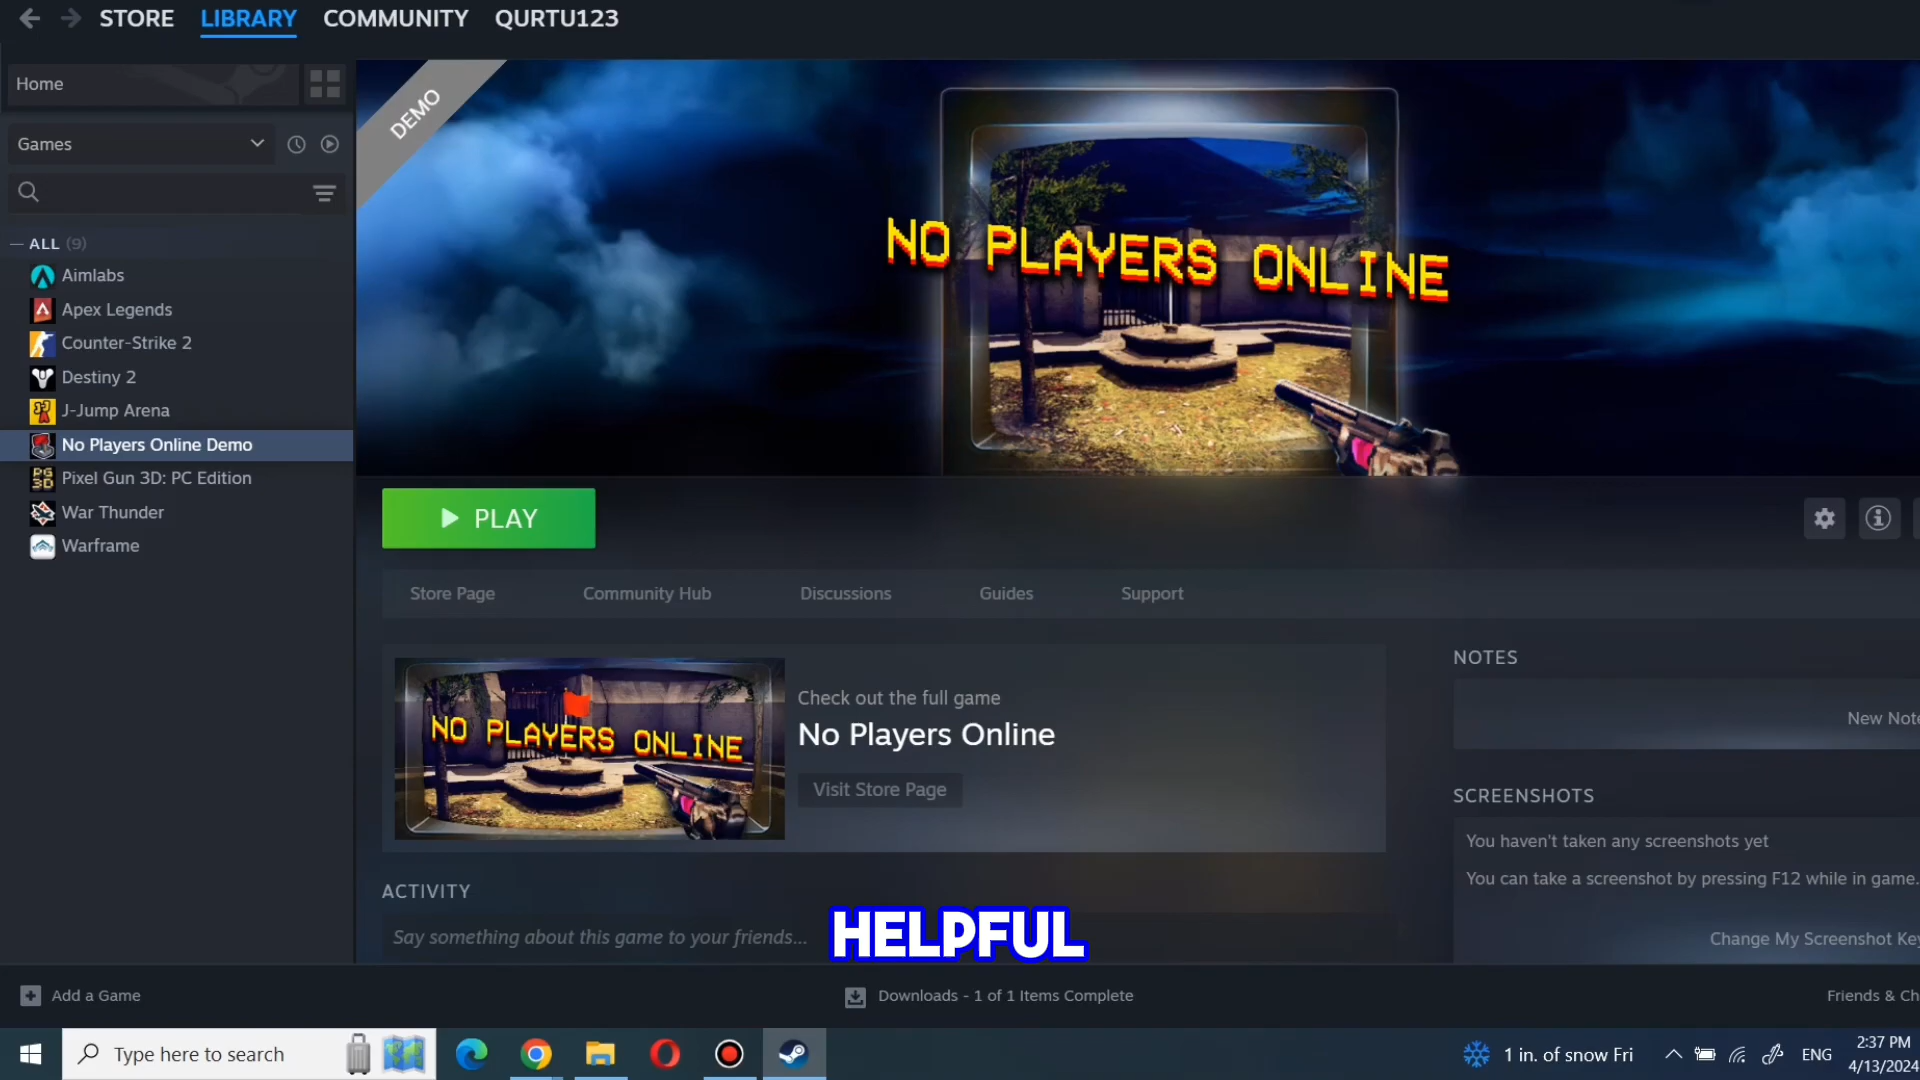 STORE LIBRARY COMMUNITY QURTU123
Home
Games
ALL (9)
Aimlabs
Apex Legends
Counter-Strike 2
Destiny 2
J-Jump Arena
No Players Online Demo
Pixel Gun 3D: PC Edition
War Thunder
Warframe
DEMO
NO PLAYERS ONLINE
PLAY
Store Page Community Hub Discussions Guides Support
NO PLAYERS ONLINE
Check out the full game
No Players Online
Visit Store Page
ACTIVITY
Say something about this game to your friends...
HELPFUL
NOTES
New Note
SCREENSHOTS
You haven't taken any screenshots yet
You can take a screenshot by pressing F12 while in game.
Change My Screenshot Key
Add a Game
Downloads - 1 of 1 Items Complete
Friends & Ch
Type here to search
1 in. of snow Fri
ENG
2:37 PM
4/13/2024